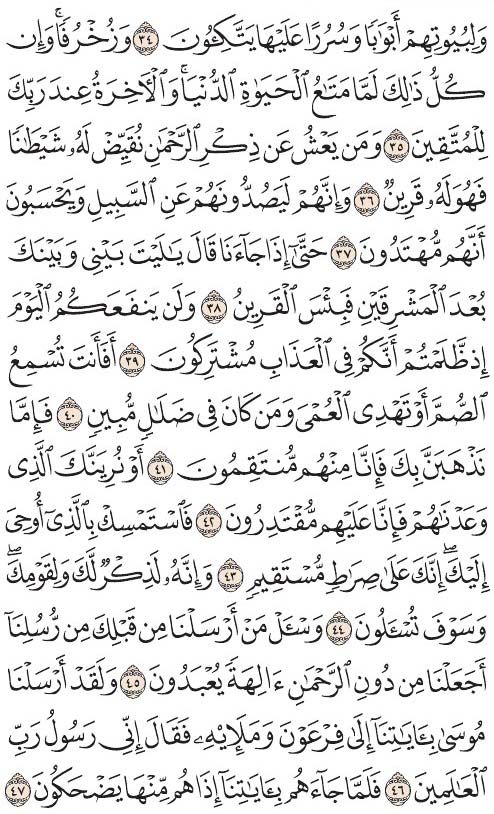 وَلِبُيُوتِهِمۡ أَبۡوَٰبٗا وَسُرُرًا عَلَيۡهَا يَتَّكِـُٔونَ ٣٤ وَزُخۡرُفٗاۚ وَإِن
كُلُّ ذَٰلِكَ لَمَّا مَتَٰعُ ٱلۡحَيَوٰةِ ٱلدُّنۡيَاۚ وَٱلۡأٓخِرَةُ عِندَ رَبِّكَ
لِلۡمُتَّقِينَ ٣٥ وَمَن يَعۡشُ عَن ذِكۡرِ ٱلرَّحۡمَٰنِ نُقَيِّضۡ لَهُۥ شَيۡطَٰنٗا
فَهُوَ لَهُۥ قَرِينٞ ٣٦ وَإِنَّهُمۡ لَيَصُدُّونَهُمۡ عَنِ ٱلسَّبِيلِ وَيَحۡسَبُونَ
أَنَّهُم مُّهۡتَدُونَ ٣٧ حَتَّىٰٓ إِذَا جَآءَنَا قَالَ يَٰلَيۡتَ بَيۡنِي وَبَيۡنَكَ
بُعۡدَ ٱلۡمَشۡرِقَيۡنِ فَبِئۡسَ ٱلۡقَرِينُ ٣٨ وَلَن يَنفَعَكُمُ ٱلۡيَوۡمَ
إِذ ظَّلَمۡتُمۡ أَنَّكُمۡ فِي ٱلۡعَذَابِ مُشۡتَرِكُونَ ٣٩ أَفَأَنتَ تُسۡمِعُ
ٱلصُّمَّ أَوۡ تَهۡدِي ٱلۡعُمۡيَ وَمَن كَانَ فِي ضَلَٰلٖ مُّبِينٖ ٤٠ فَإِمَّا
نَذۡهَبَنَّ بِكَ فَإِنَّا مِنۡهُم مُّنتَقِمُونَ ٤١ أَوۡ نُرِيَنَّكَ ٱلَّذِي
وَعَدۡنَٰهُمۡ فَإِنَّا عَلَيۡهِم مُّقۡتَدِرُونَ ٤٢ فَٱسۡتَمۡسِكۡ بِٱلَّذِيٓ أُوحِيَ
إِلَيۡكَۖ إِنَّكَ عَلَىٰ صِرَٰطٖ مُّسۡتَقِيمٖ ٤٣ وَإِنَّهُۥ لَذِكۡرٞ لَّكَ وَلِقَوۡمِكَۖ
وَسَوۡفَ تُسۡـَٔلُونَ ٤٤ وَسۡـَٔلۡ مَنۡ أَرۡسَلۡنَا مِن قَبۡلِكَ مِن رُّسُلِنَآ
أَجَعَلۡنَا مِن دُونِ ٱلرَّحۡمَٰنِ ءَالِهَةٗ يُعۡبَدُونَ ٤٥ وَلَقَدۡ أَرۡسَلۡنَا
مُوسَىٰ بِـَٔايَٰتِنَآ إِلَىٰ فِرۡعَوۡنَ وَمَلَإِيْهِۦ فَقَالَ إِنِّي رَسُولُ رَبِّ
ٱلۡعَٰلَمِينَ ٤٦ فَلَمَّا جَآءَهُم بِـَٔايَٰتِنَآ إِذَا هُم مِّنۡهَا يَضۡحَكُونَ ٤٧